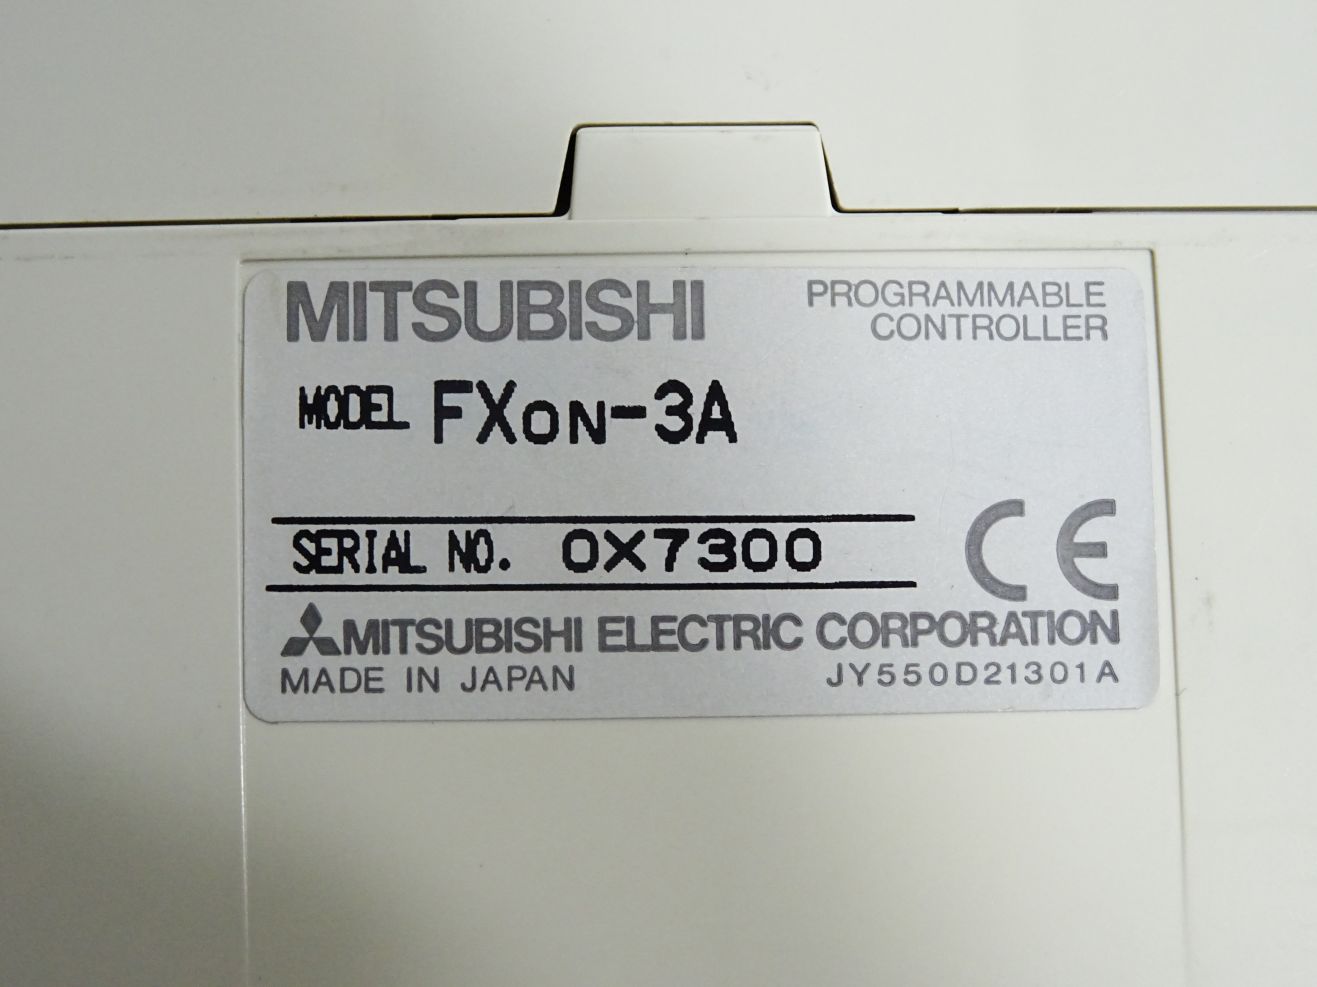 MITSUBISHI
PROGRAMMABLE
CONTROLLER
MODEL FX0N-3A
SERIAL NO. 0X7300
CE
MITSUBISHI ELECTRIC CORPORATION
MADE IN JAPAN
JY550D21301A